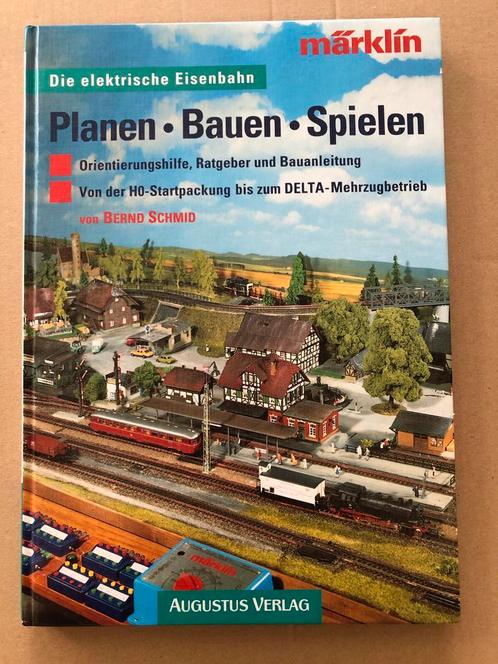 märklin
Die elektrische Eisenbahn
Planen • Bauen • Spielen
Orientierungshilfe, Ratgeber und Bauanleitung
Von der H0-Startpackung bis zum DELTA-Mehrzugbetrieb
von BERND SCHMID
märklin
AUGUSTUS VERLAG